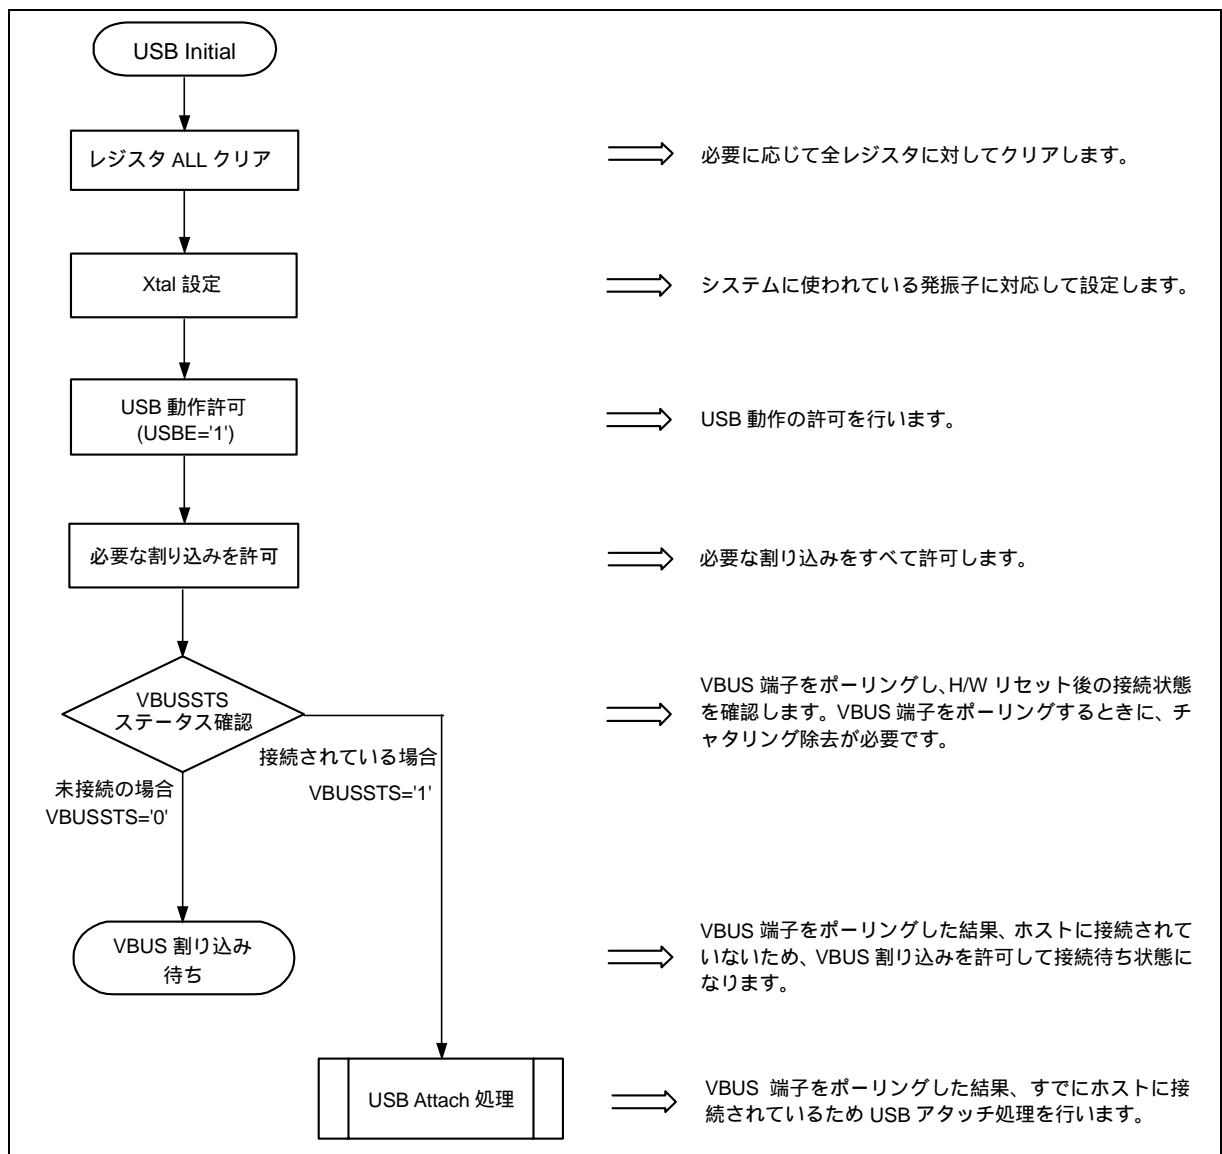 USB Initial
レジスタ ALL クリア
必要に応じて全レジスタに対してクリアします。
Xtal 設定
システムに使われている発振子に対応して設定します。
USB 動作許可
(USBE='1')
USB 動作の許可を行います。
必要な割り込みを許可
必要な割り込みをすべて許可します。
VBUSSTS
ステータス確認
VBUS 端子をポーリングし、H/W リセット後の接続状態
を確認します。VBUS 端子をポーリングするときに、チ
ャタリング除去が必要です。
接続されている場合
VBUSSTS='1'
未接続の場合
VBUSSTS='0'
VBUS 割り込み
待ち
VBUS 端子をポーリングした結果、ホストに接続されて
いないため、VBUS 割り込みを許可して接続待ち状態に
なります。
USB Attach 処理
VBUS 端子をポーリングした結果、すでにホストに接
続されているため USB アタッチ処理を行います。